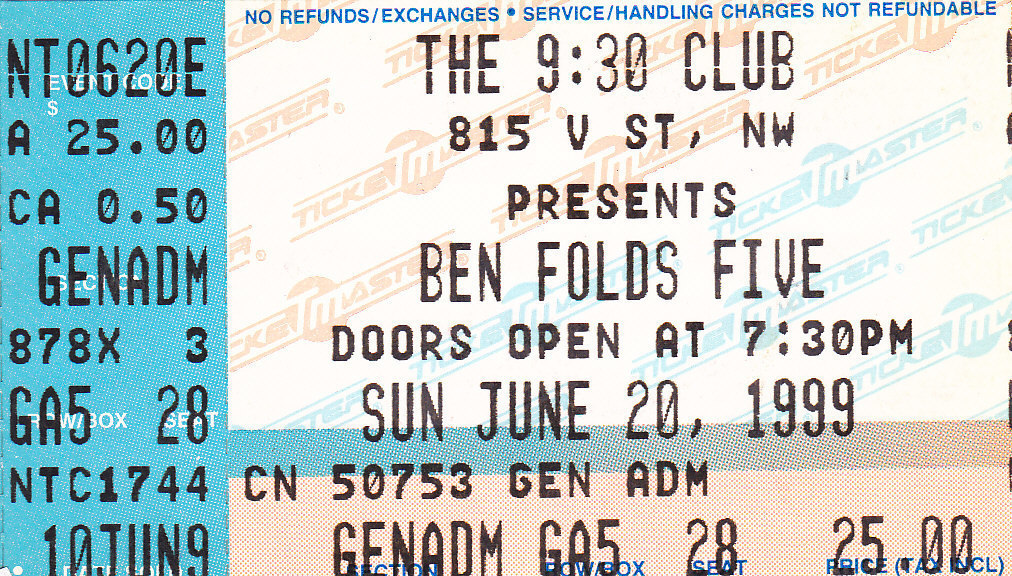 NO REFUNDS/EXCHANGES • SERVICE/HANDLING CHARGES NOT REFUNDABLE
NT0620E
EVENT CODE
$
A 25.00
CA 0.50
GENADM
SECTION
878X 3
GA5 28
ROW/BOX SEAT
NTC1744
10JUN9
THE 9:30 CLUB
815 V ST, NW
PRESENTS
BEN FOLDS FIVE
DOORS OPEN AT 7:30PM
SUN JUNE 20, 1999
CN 50753 GEN ADM
GENADM GA5 28 25.00
SECTION ROW/BOX SEAT PRICE (TAX INCL)
TICKETMASTER